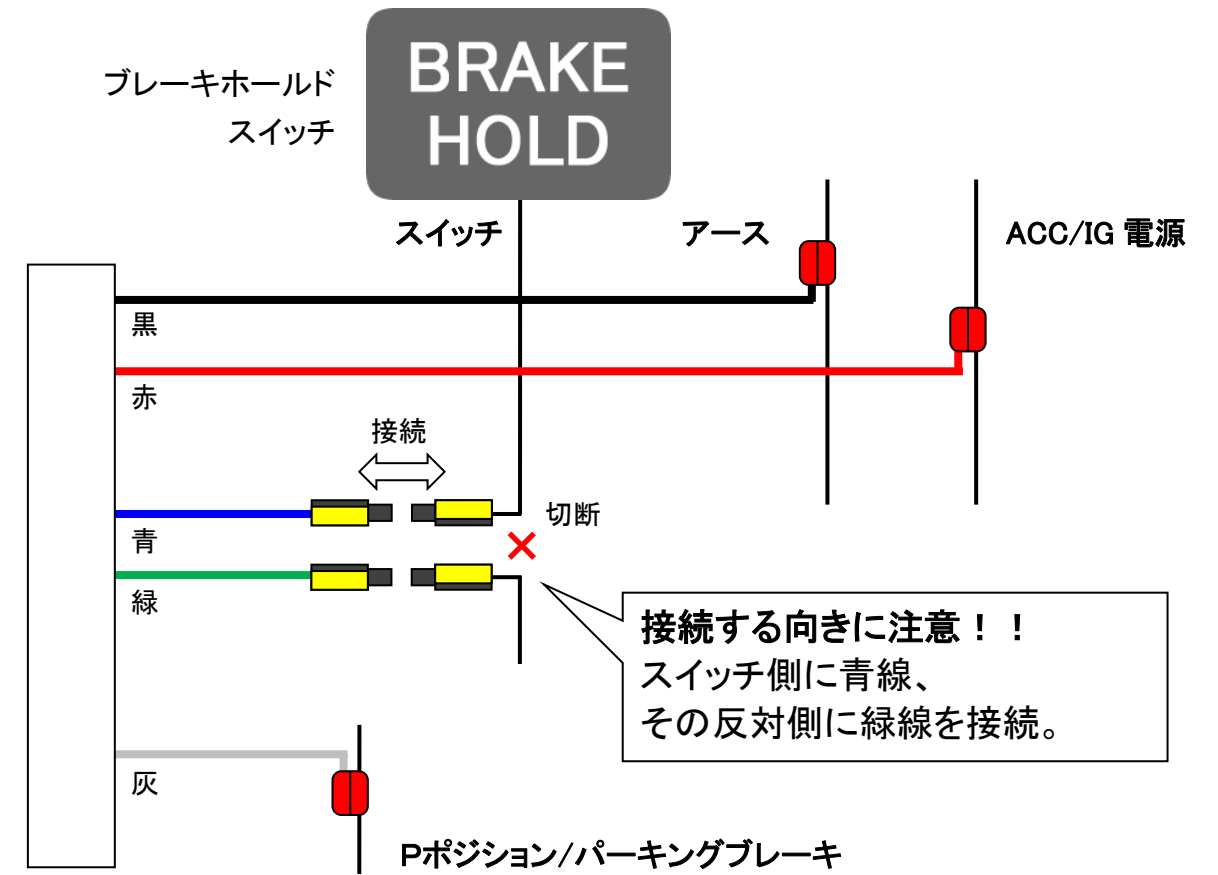 ブレーキホールド
スイッチ
BRAKE
HOLD
スイッチ
アース
ACC/IG 電源
黒
赤
接続
青
切断
緑
接続する向きに注意！！
スイッチ側に青線、
その反対側に緑線を接続。
灰
Pポジション/パーキングブレーキ